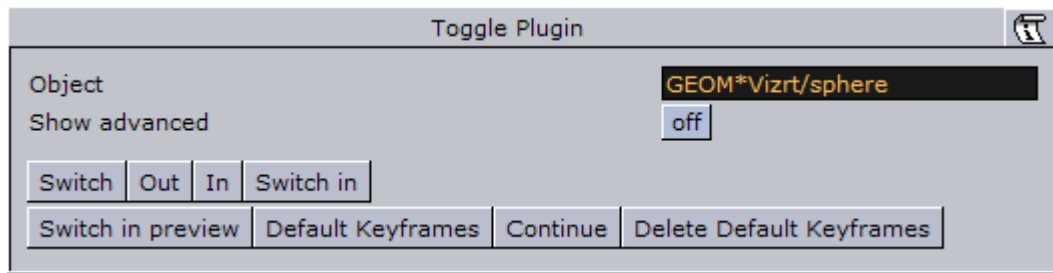 Toggle Plugin
Object GEOM*Vizrt/sphere
Show advanced off
Switch Out In Switch in
Switch in preview Default Keyframes Continue Delete Default Keyframes